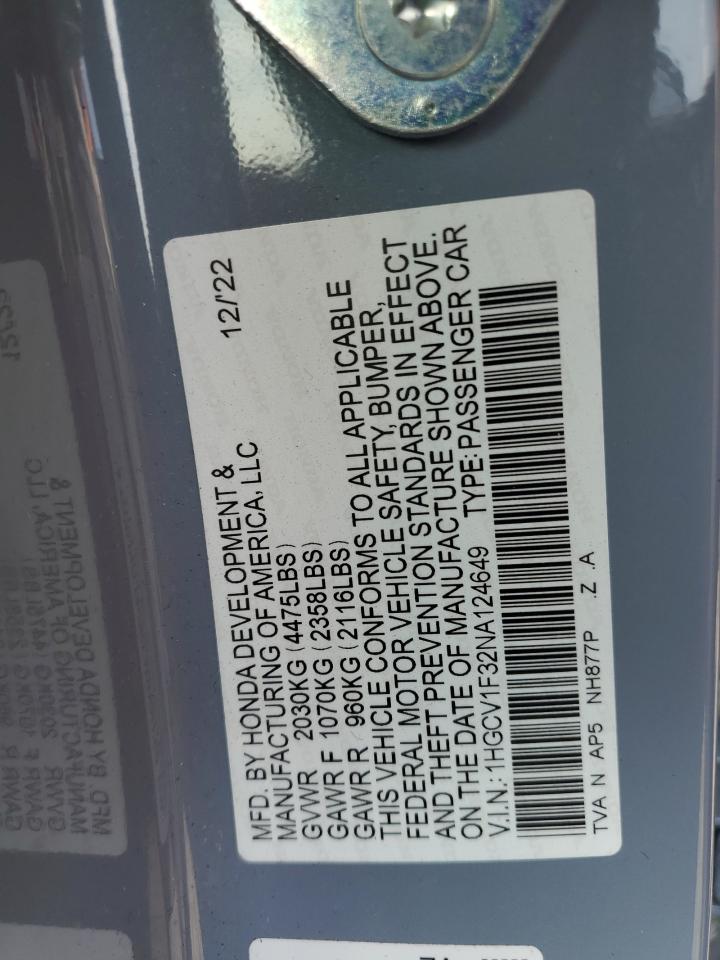 MFD. BY HONDA DEVELOPMENT &
MANUFACTURING OF AMERICA, LLC 12/'22
GVWR 2030KG (4475LBS)
GAWR F 1070KG (2358LBS)
GAWR R 960KG (2116LBS)
THIS VEHICLE CONFORMS TO ALL APPLICABLE
FEDERAL MOTOR VEHICLE SAFETY, BUMPER,
AND THEFT PREVENTION STANDARDS IN EFFECT
ON THE DATE OF MANUFACTURE SHOWN ABOVE.
V.I.N.: 1HGCV1F32NA124649 TYPE: PASSENGER CAR
TVA N AP5 NH877P .Z .A